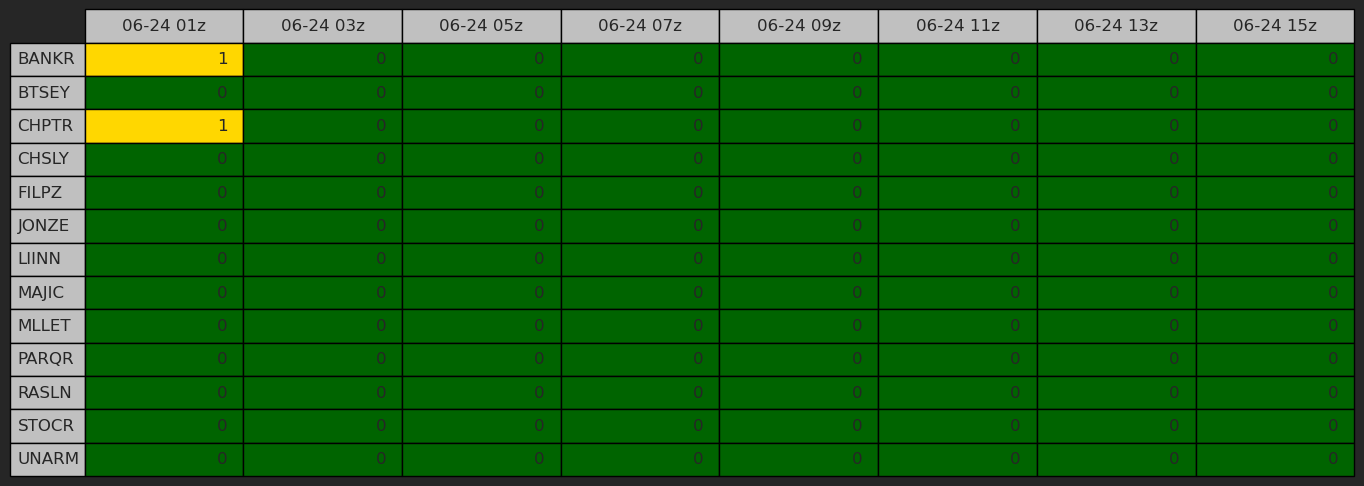 06-24 01z 06-24 03z 06-24 05z 06-24 07z 06-24 09z 06-24 11z 06-24 13z 06-24 15z
BANKR 1 0 0 0 0 0 0 0
BTSEY 0 0 0 0 0 0 0 0
CHPTR 1 0 0 0 0 0 0 0
CHSLY 0 0 0 0 0 0 0 0
FILPZ 0 0 0 0 0 0 0 0
JONZE 0 0 0 0 0 0 0 0
LIINN 0 0 0 0 0 0 0 0
MAJIC 0 0 0 0 0 0 0 0
MLLET 0 0 0 0 0 0 0 0
PARQR 0 0 0 0 0 0 0 0
RASLN 0 0 0 0 0 0 0 0
STOCR 0 0 0 0 0 0 0 0
UNARM 0 0 0 0 0 0 0 0